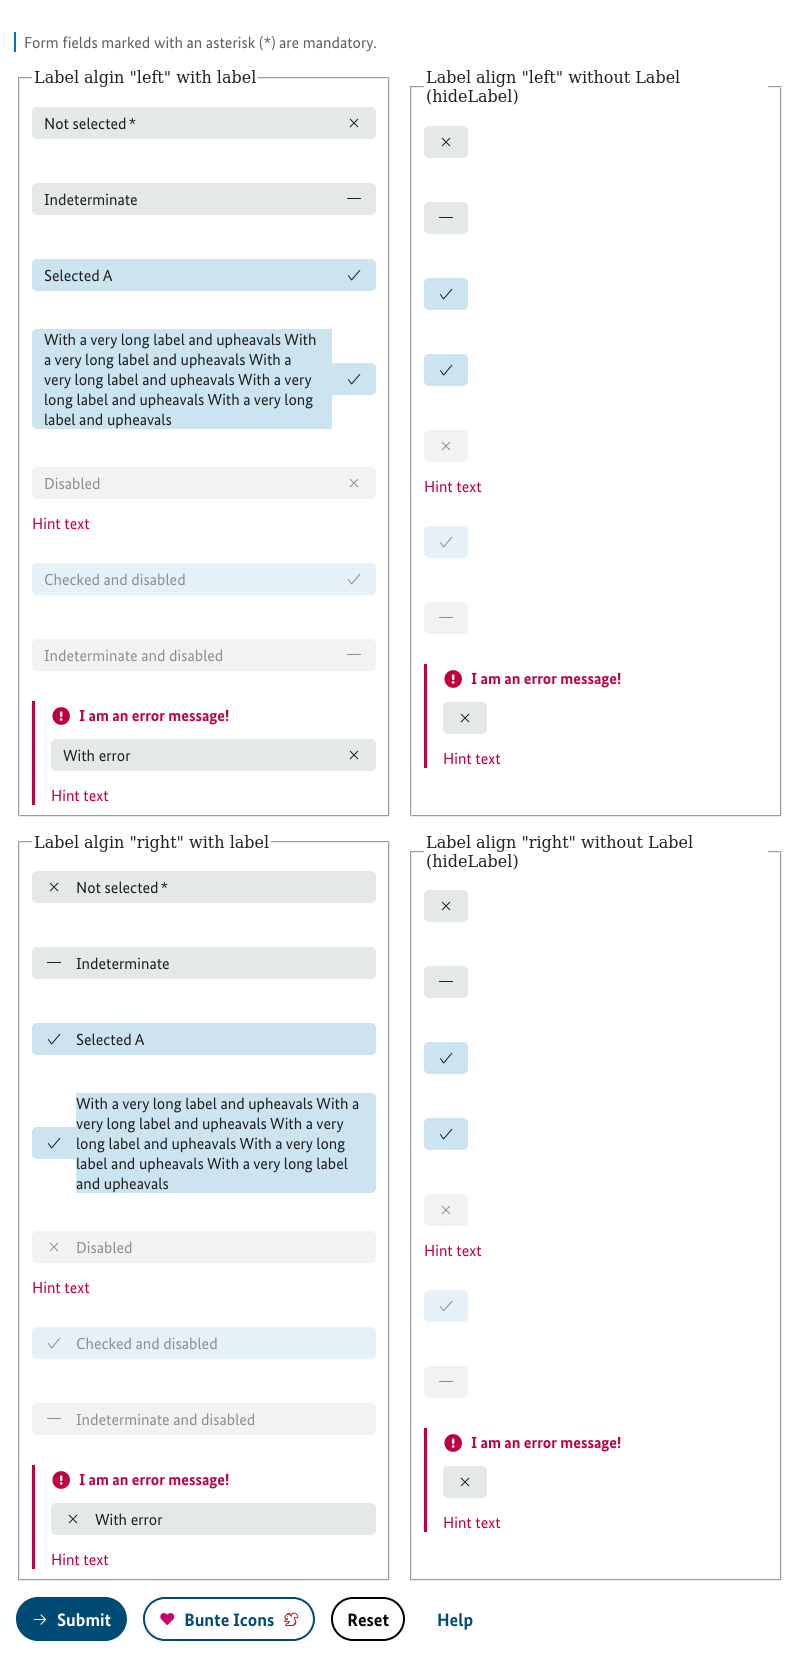 Form fields marked with an asterisk (*) are mandatory.
Label algin "left" with label
Not selected *
Indeterminate
Selected A
With a very long label and upheavals With
a very long label and upheavals With a
very long label and upheavals With a very
long label and upheavals With a very long
label and upheavals
Disabled
Hint text
Checked and disabled
Indeterminate and disabled
I am an error message!
With error
Hint text
Label align "left" without Label
(hideLabel)
Hint text
I am an error message!
Hint text
Label algin "right" with label
Not selected *
Indeterminate
Selected A
With a very long label and upheavals With a
very long label and upheavals With a very
long label and upheavals With a very long
label and upheavals With a very long label
and upheavals
Disabled
Hint text
Checked and disabled
Indeterminate and disabled
I am an error message!
With error
Hint text
Label align "right" without Label
(hideLabel)
Hint text
I am an error message!
Hint text
Submit
Bunte Icons
Reset
Help